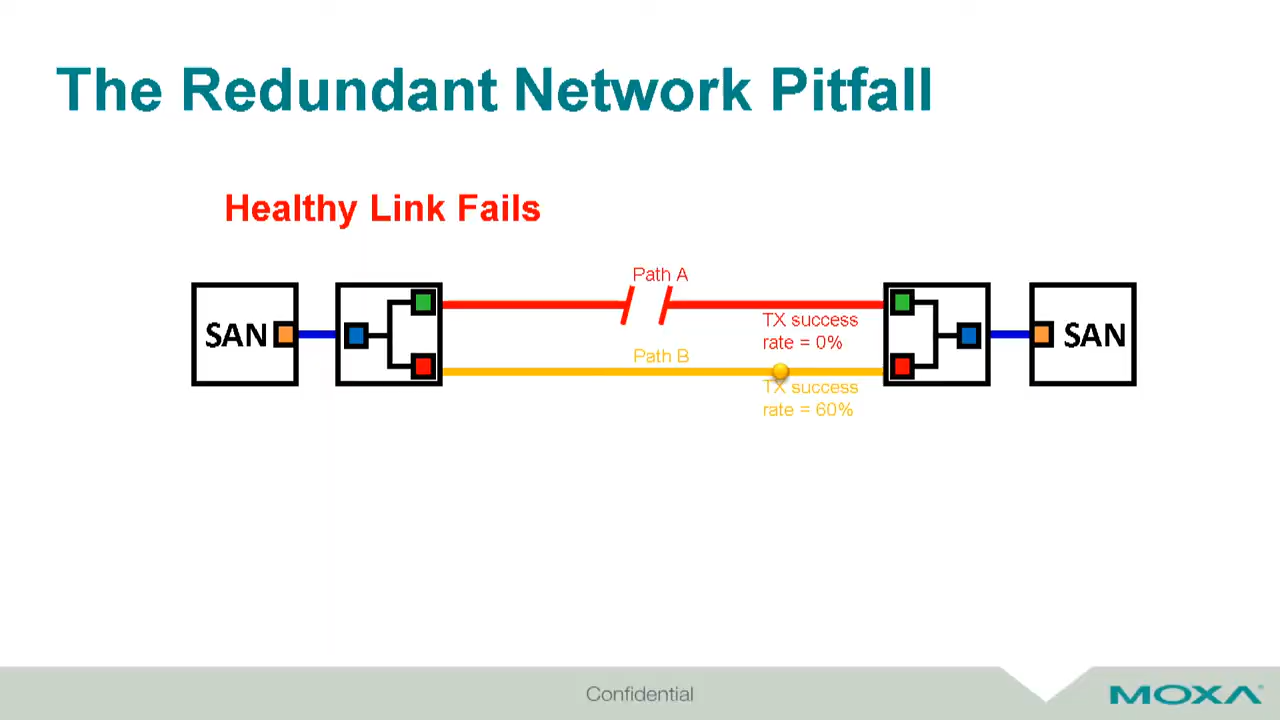 The Redundant Network Pitfall
Healthy Link Fails
Path A
SAN
SAN
TX success
rate = 0%
Path B
TX success
rate = 60%
Confidential
MOXA®